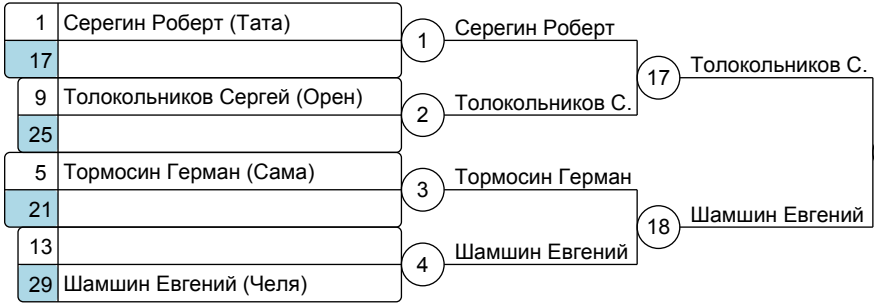 1 Серегин Роберт (Тата)
17
1 Серегин Роберт
9 Толокольников Сергей (Орен)
25
2 Толокольников С.
17 Толокольников С.
5 Тормосин Герман (Сама)
21
3 Тормосин Герман
13
29 Шамшин Евгений (Челя)
4 Шамшин Евгений
18 Шамшин Евгений